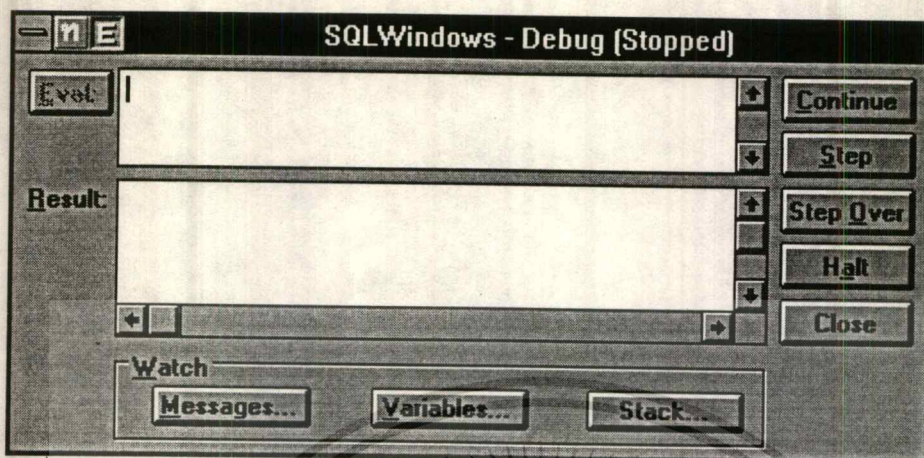 n E SQLWindows - Debug (Stopped)
Eval: Continue
Step
Result: Step Over
Halt
Close
Watch
Messages... Variables... Stack...